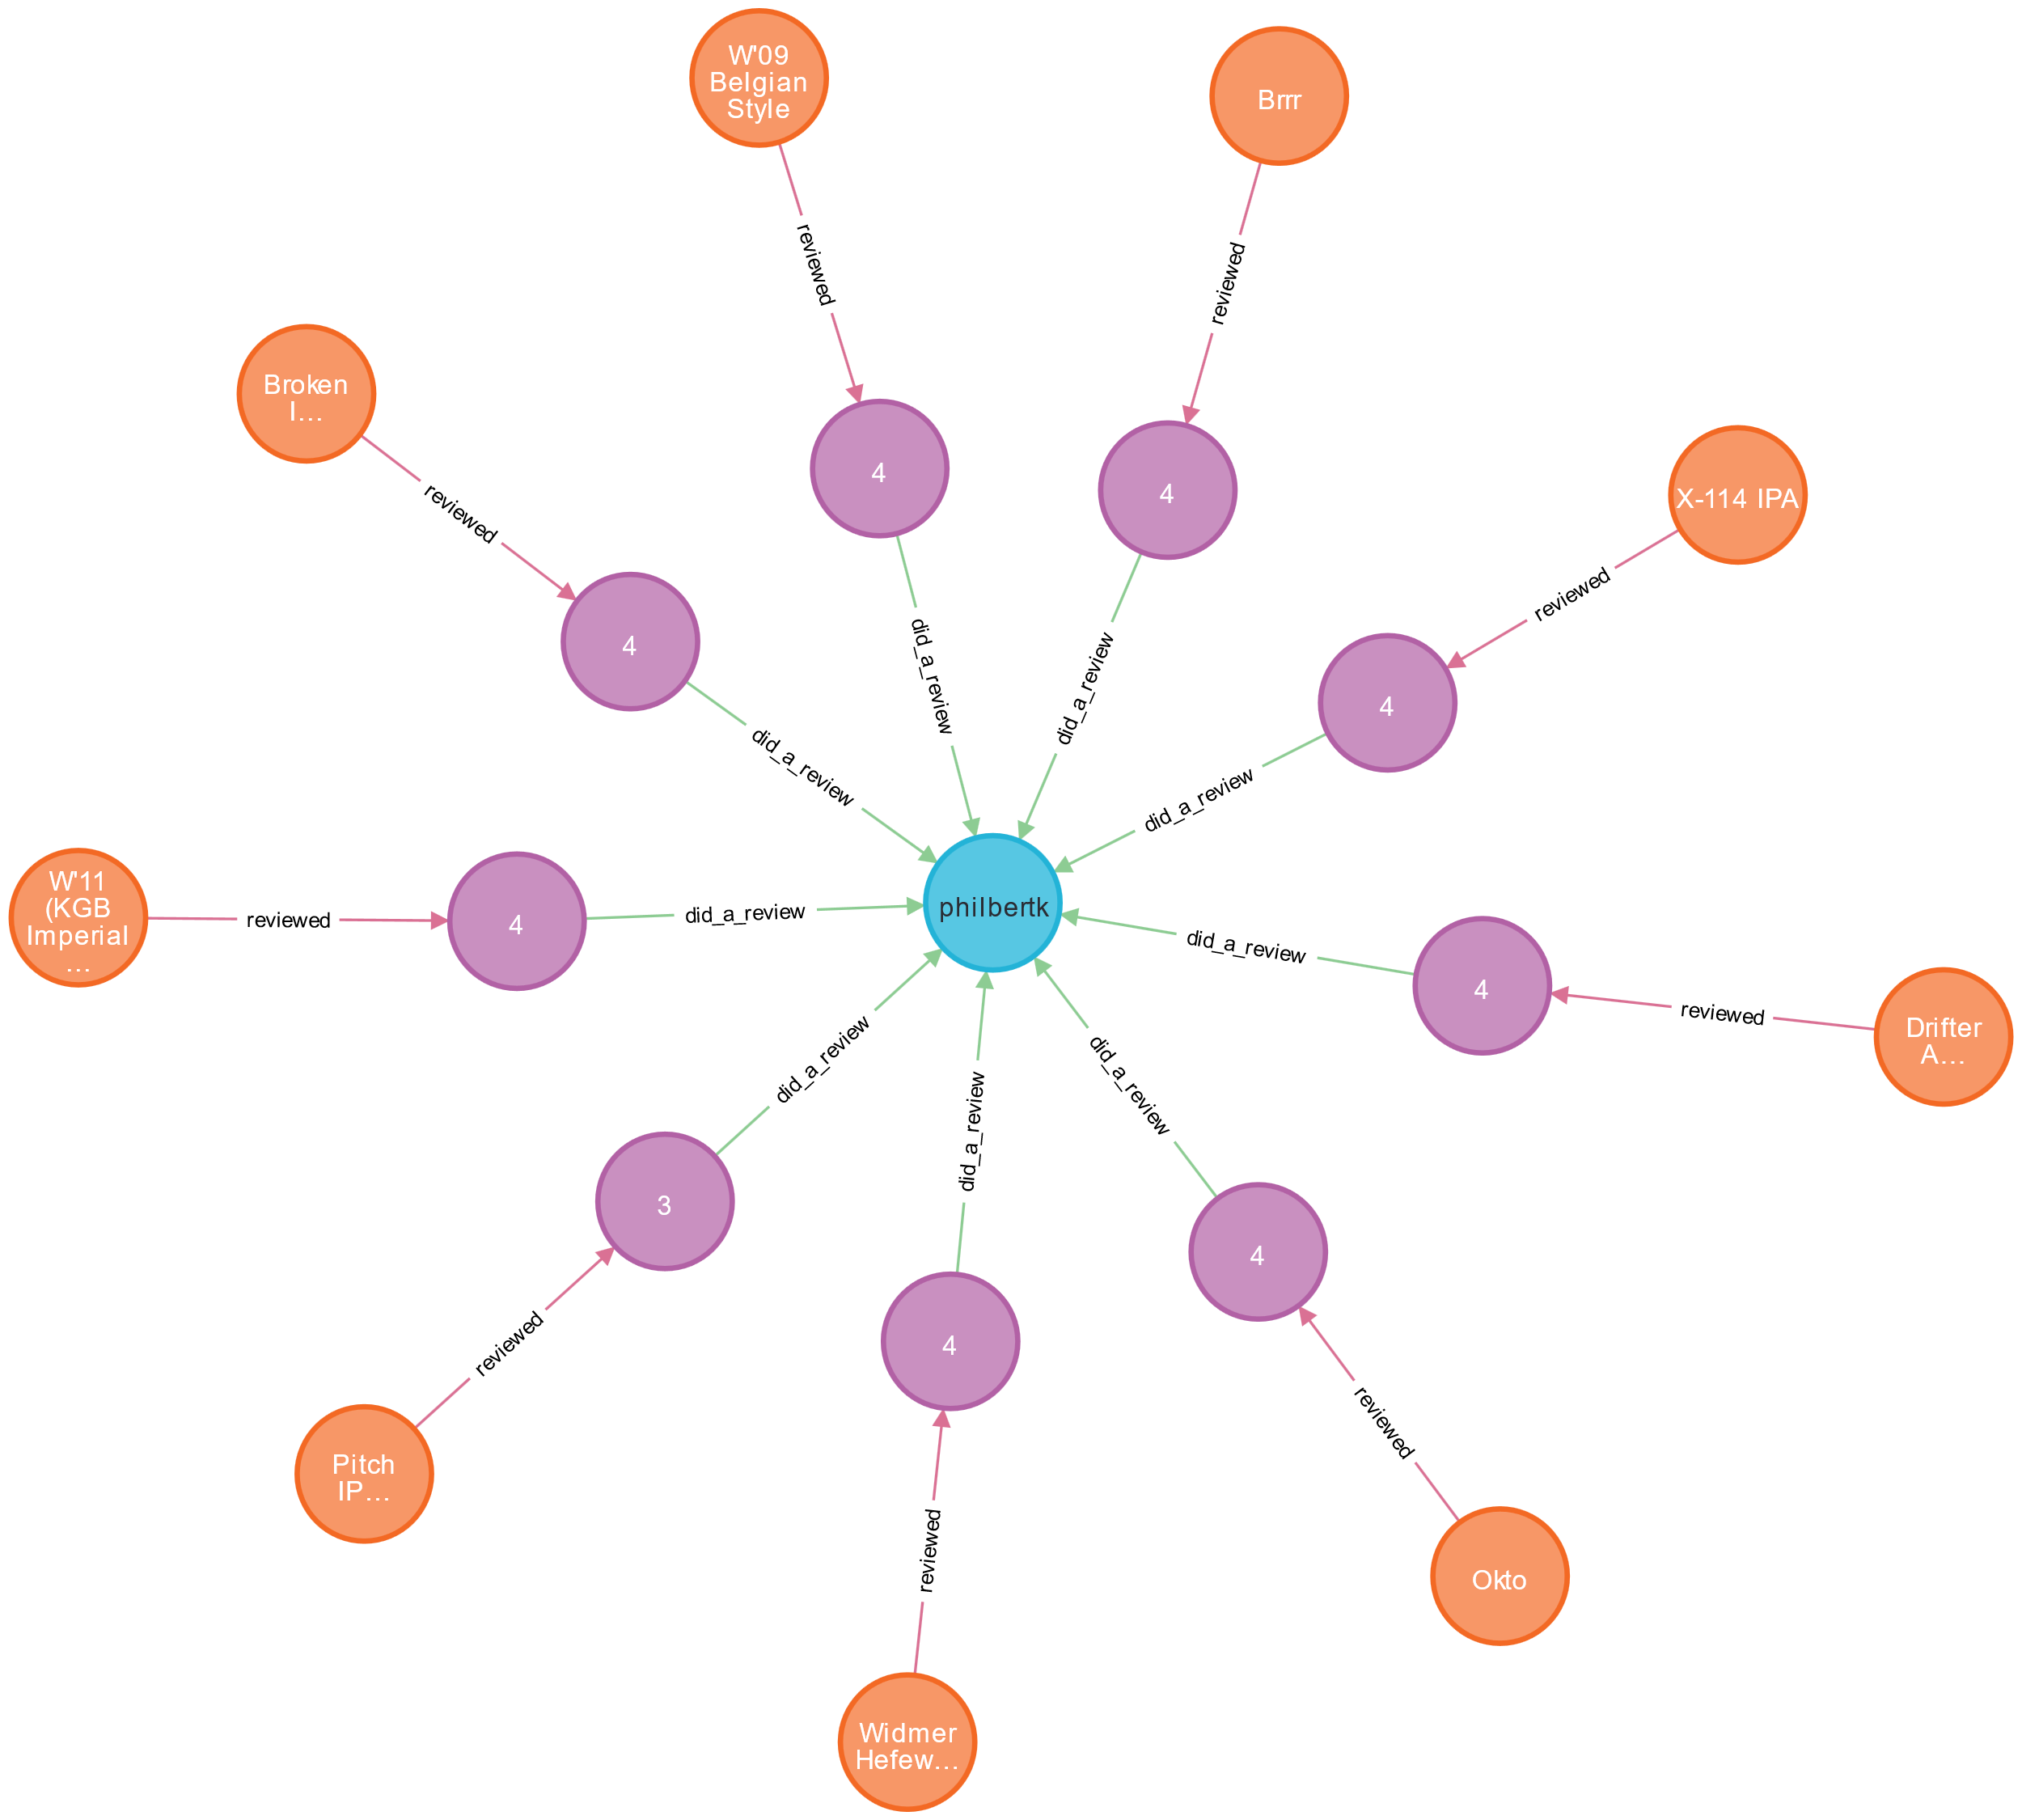 W'09
Belgian
Style
Brrr
reviewed
reviewed
Broken
I...
4
4
X-114 IPA
reviewed
reviewed
4
4
did_a_review
did_a_review
did_a_review
did_a_review
W'11
(KGB
Imperial
...
reviewed
4
did_a_review
philbertk
did_a_review
4
reviewed
Drifter
A...
did_a_review
did_a_review
did_a_review
3
4
4
reviewed
reviewed
reviewed
Pitch
IP...
Okto
Widmer
Hefew...